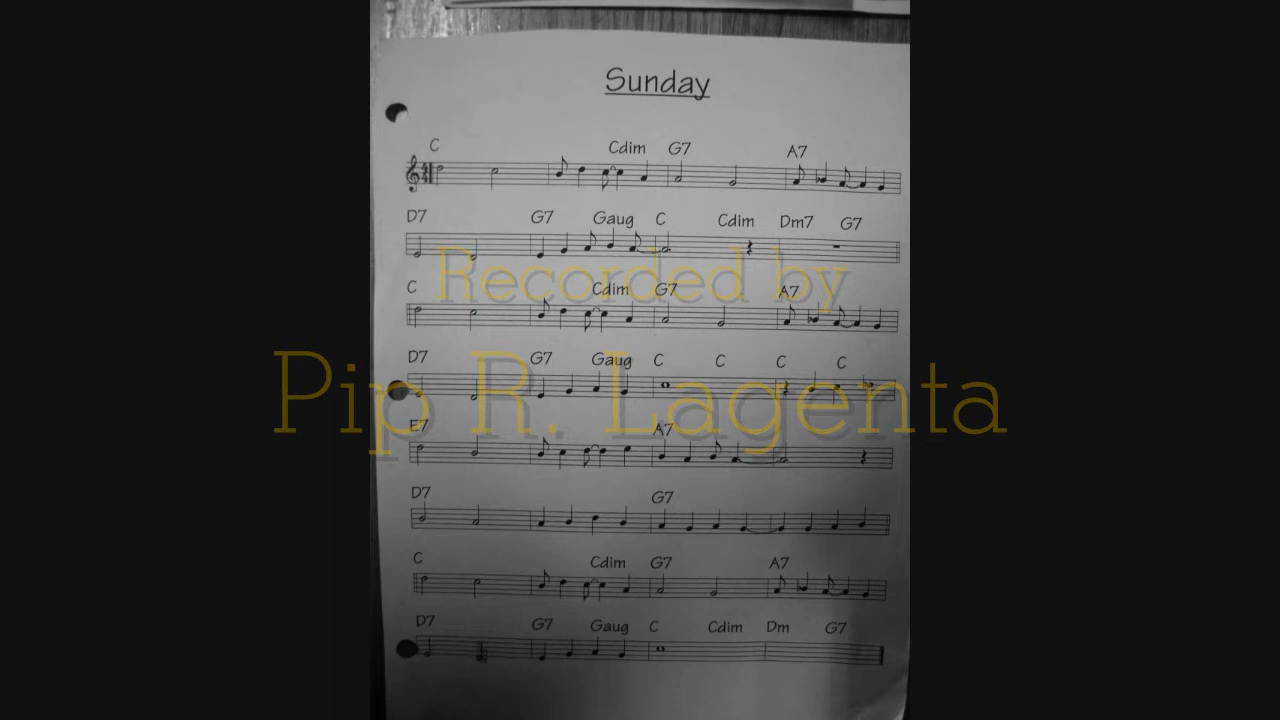 Sunday
C Cdim G7 A7
D7 G7 Gaug C Cdim Dm7 G7
Recorded by
C Cdim G7 A7
Pip R. Lagenta
D7 G7 Gaug C C C C
E7 A7
D7 G7
C Cdim G7 A7
D7 G7 Gaug C Cdim Dm G7